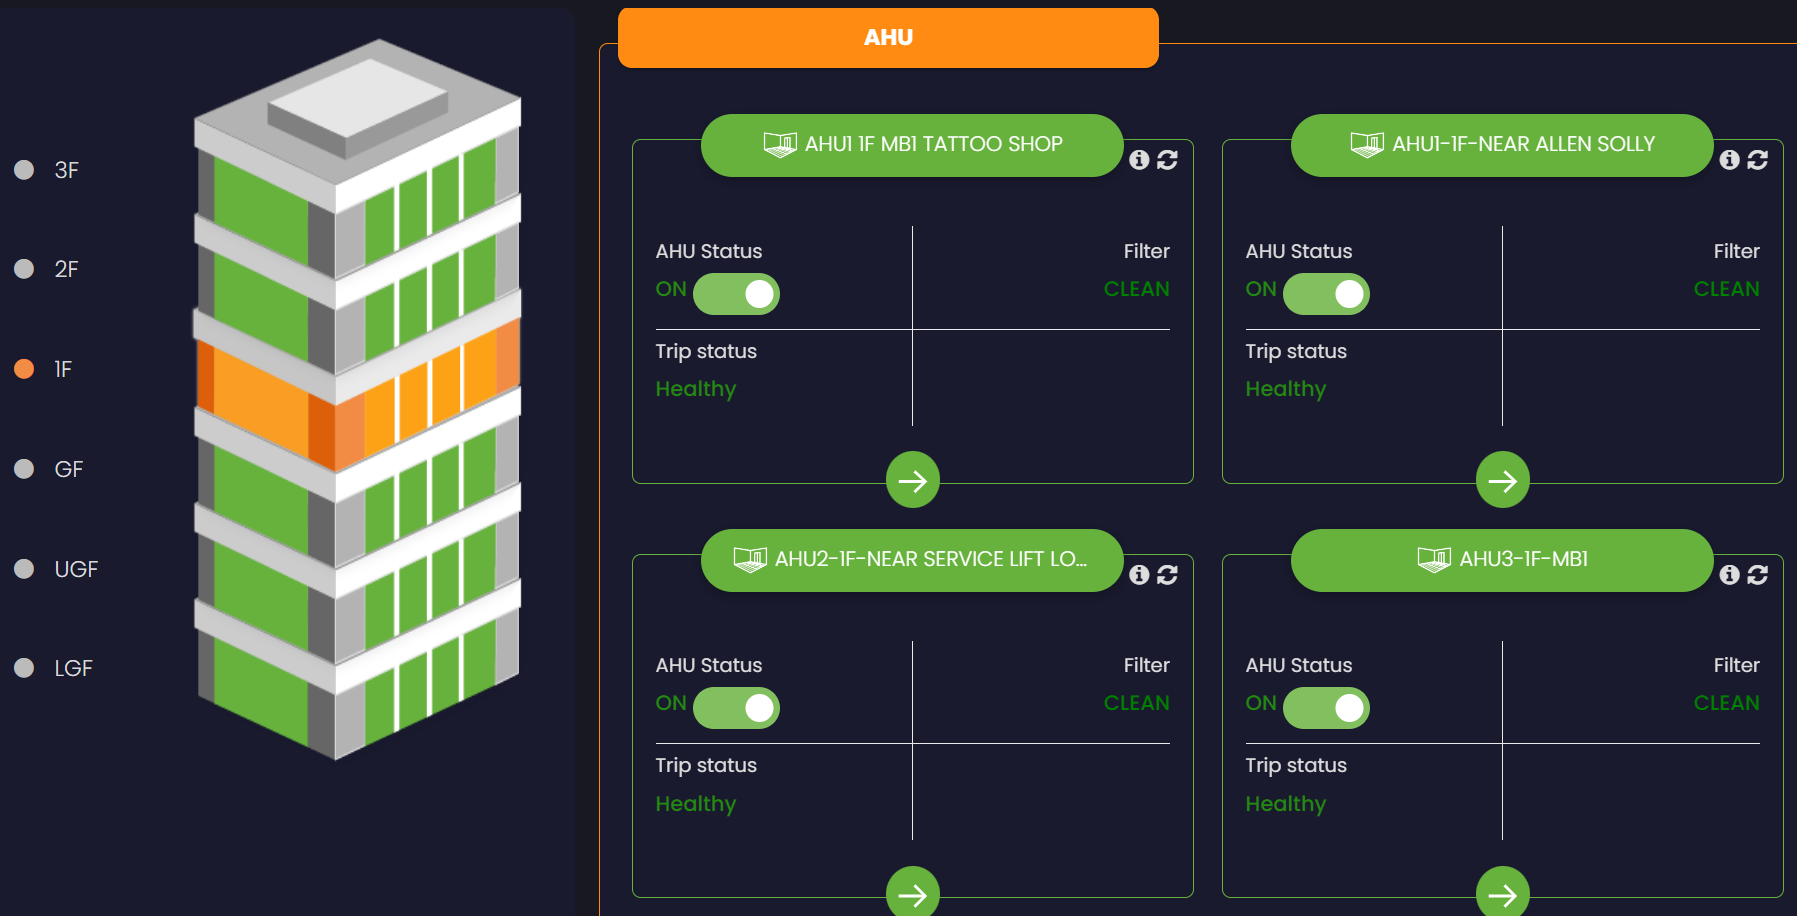 3F
2F
1F
GF
UGF
LGF
AHU
AHU1 1F MB1 TATTOO SHOP
AHU Status
ON
Filter
CLEAN
Trip status
Healthy
AHU1-1F-NEAR ALLEN SOLLY
AHU Status
ON
Filter
CLEAN
Trip status
Healthy
AHU2-1F-NEAR SERVICE LIFT LO...
AHU Status
ON
Filter
CLEAN
Trip status
Healthy
AHU3-1F-MB1
AHU Status
ON
Filter
CLEAN
Trip status
Healthy